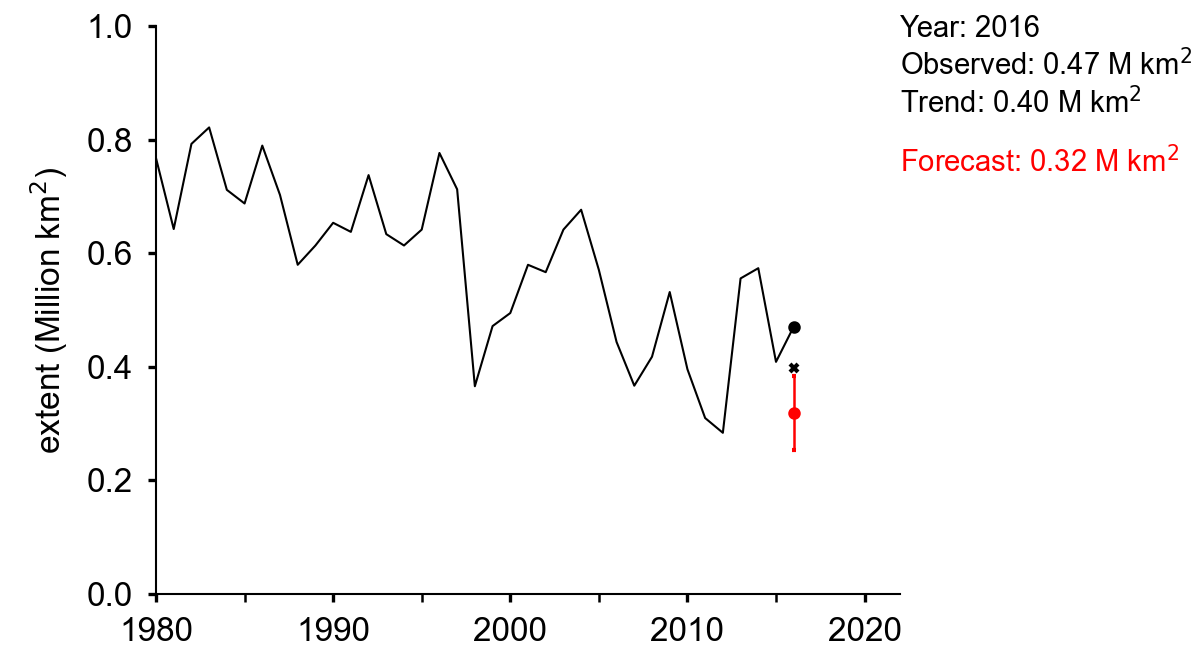 Year: 2016
Observed: 0.47 M km²
Trend: 0.40 M km²
Forecast: 0.32 M km²
extent (Million km²)
1.0
0.8
0.6
0.4
0.2
0.0
1980 1990 2000 2010 2020